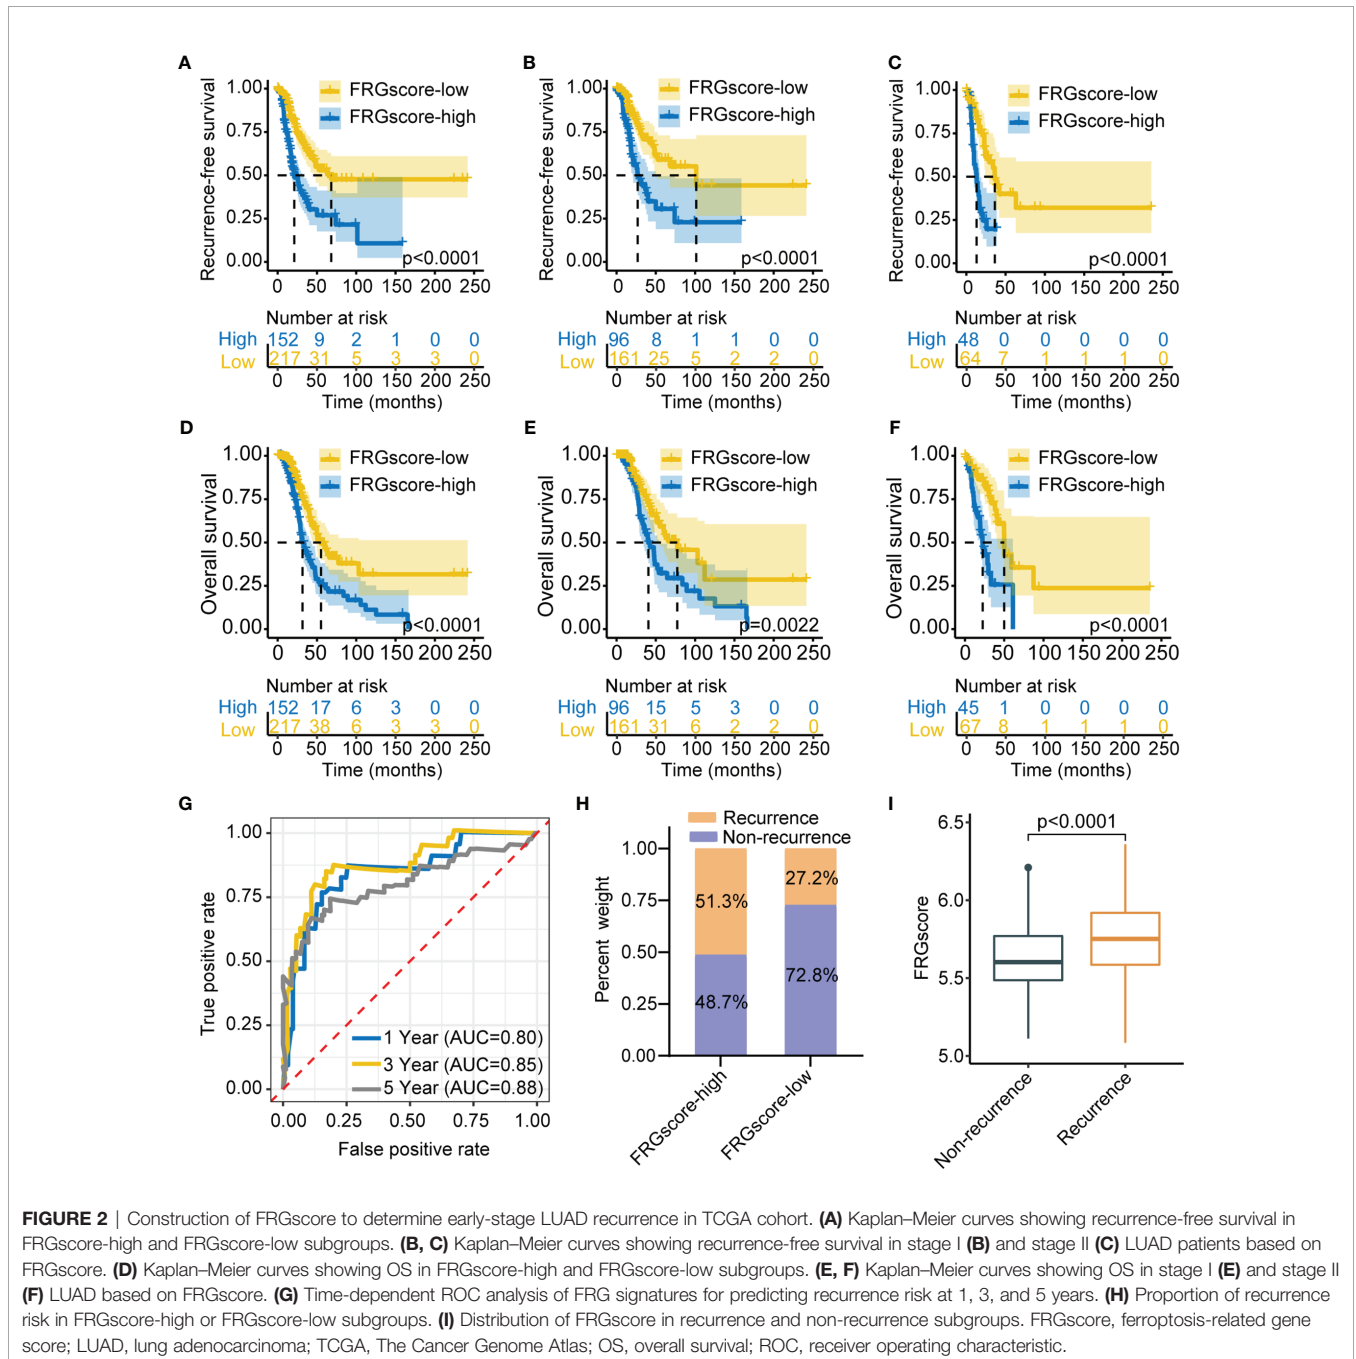 A
1.00
0.75
0.50
0.25
0.00
Recurrence-free survival
FRGscore-low
FRGscore-high
p<0.0001
0 50 100 150 200 250
Number at risk
High 152 9 2 1 0 0
Low 217 31 5 3 3 0
0 50 100 150 200 250
Time (months)
B
1.00
0.75
0.50
0.25
0.00
Recurrence-free survival
FRGscore-low
FRGscore-high
p<0.0001
0 50 100 150 200 250
Number at risk
High 96 8 1 1 0 0
Low 161 25 5 2 2 0
0 50 100 150 200 250
Time (months)
C
1.00
0.75
0.50
0.25
0.00
Recurrence-free survival
FRGscore-low
FRGscore-high
p<0.0001
0 50 100 150 200 250
Number at risk
High 48 0 0 0 0 0
Low 64 7 1 1 1 0
0 50 100 150 200 250
Time (months)
D
1.00
0.75
0.50
0.25
0.00
Overall survival
FRGscore-low
FRGscore-high
p<0.0001
0 50 100 150 200 250
Number at risk
High 152 17 6 3 0 0
Low 217 38 6 3 3 0
0 50 100 150 200 250
Time (months)
E
1.00
0.75
0.50
0.25
0.00
Overall survival
FRGscore-low
FRGscore-high
p=0.0022
0 50 100 150 200 250
Number at risk
High 96 15 5 3 0 0
Low 161 31 6 2 2 0
0 50 100 150 200 250
Time (months)
F
1.00
0.75
0.50
0.25
0.00
Overall survival
FRGscore-low
FRGscore-high
p<0.0001
0 50 100 150 200 250
Number at risk
High 45 1 0 0 0 0
Low 67 8 1 1 1 0
0 50 100 150 200 250
Time (months)
G
1.00
0.75
0.50
0.25
0.00
True positive rate
1 Year (AUC=0.80)
3 Year (AUC=0.85)
5 Year (AUC=0.88)
0.00 0.25 0.50 0.75 1.00
False positive rate
H
Recurrence
Non-recurrence
1.00
0.75
0.50
0.25
0.00
Percent weight
51.3%
48.7%
27.2%
72.8%
FRGscore-high
FRGscore-low
I
6.5
6.0
5.5
5.0
FRGscore
p<0.0001
Non-recurrence
Recurrence
FIGURE 2 | Construction of FRGscore to determine early-stage LUAD recurrence in TCGA cohort. (A) Kaplan–Meier curves showing recurrence-free survival in
FRGscore-high and FRGscore-low subgroups. (B, C) Kaplan–Meier curves showing recurrence-free survival in stage I (B) and stage II (C) LUAD patients based on
FRGscore. (D) Kaplan–Meier curves showing OS in FRGscore-high and FRGscore-low subgroups. (E, F) Kaplan–Meier curves showing OS in stage I (E) and stage II
(F) LUAD based on FRGscore. (G) Time-dependent ROC analysis of FRG signatures for predicting recurrence risk at 1, 3, and 5 years. (H) Proportion of recurrence
risk in FRGscore-high or FRGscore-low subgroups. (I) Distribution of FRGscore in recurrence and non-recurrence subgroups. FRGscore, ferroptosis-related gene
score; LUAD, lung adenocarcinoma; TCGA, The Cancer Genome Atlas; OS, overall survival; ROC, receiver operating characteristic.